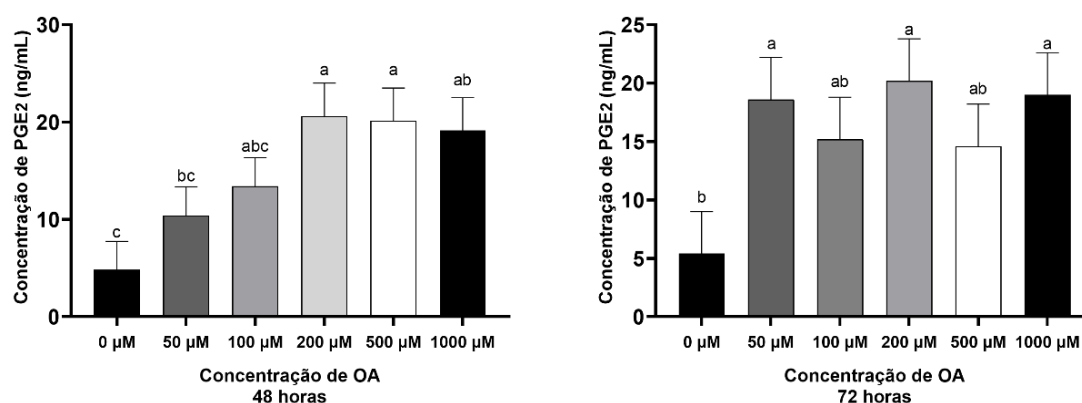 Concentração de PGE2 (ng/mL)
30
20
10
0
c
bc
abc
a
a
ab
0 µM
50 µM
100 µM
200 µM
500 µM
1000 µM
Concentração de OA
48 horas
Concentração de PGE2 (ng/mL)
25
20
15
10
5
0
b
a
ab
a
ab
a
0 µM
50 µM
100 µM
200 µM
500 µM
1000 µM
Concentração de OA
72 horas